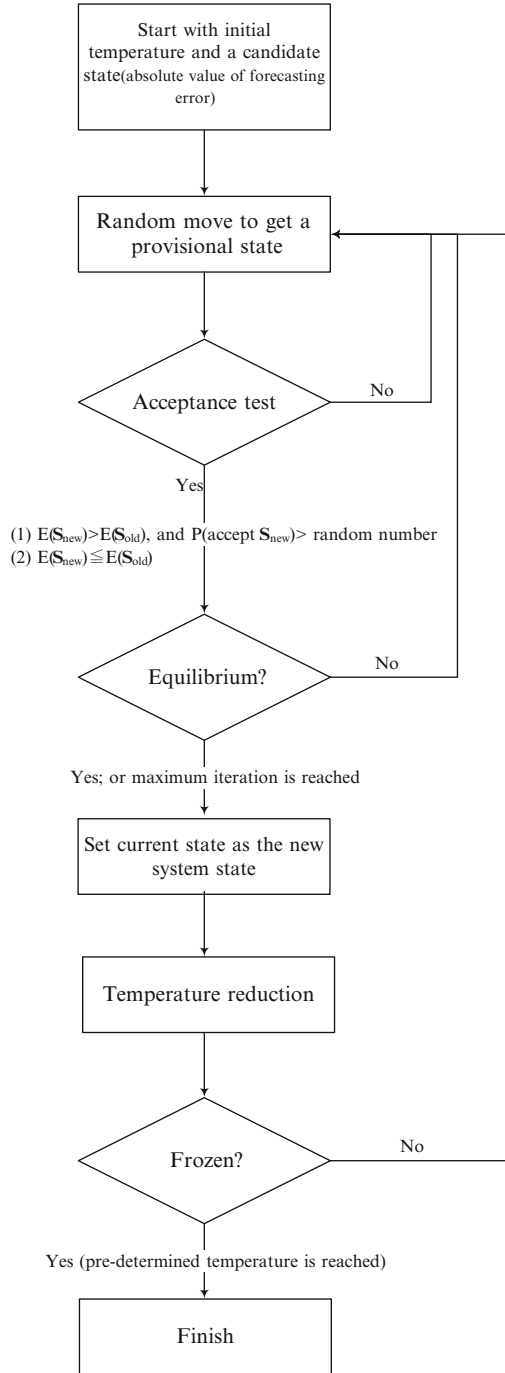 Start with initial
temperature and a candidate
state(absolute value of forecasting
error)
Random move to get a
provisional state
Acceptance test
No
Yes
(1) E(Snew)>E(Sold), and P(accept Snew)> random number
(2) E(Snew)≦E(Sold)
Equilibrium?
No
Yes; or maximum iteration is reached
Set current state as the new
system state
Temperature reduction
Frozen?
No
Yes (pre-determined temperature is reached)
Finish